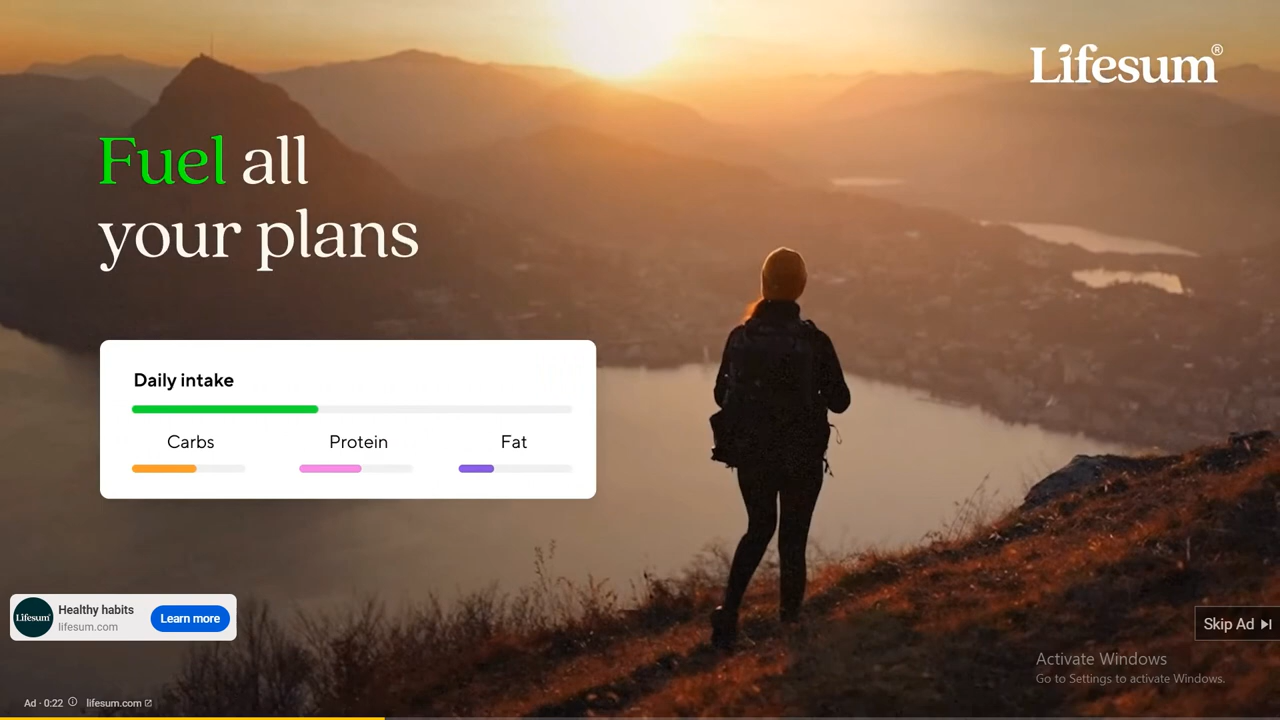 Lifesum®
Fuel all
your plans
Daily intake
Carbs Protein Fat
Lifesum
Healthy habits
lifesum.com
Learn more
Skip Ad
Activate Windows
Go to Settings to activate Windows.
Ad · 0:22 lifesum.com